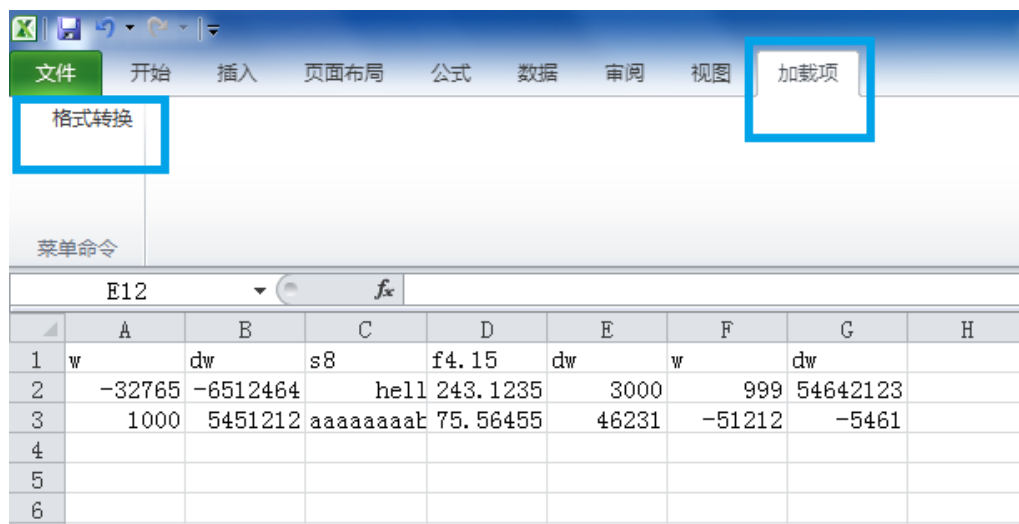 文件 开始 插入 页面布局 公式 数据 审阅 视图 加载项
格式转换
菜单命令
E12 fx
A B C D E F G H
1 w dw s8 f4.15 dw w dw
2 -32765 -6512464 hell 243.1235 3000 999 54642123
3 1000 5451212 aaaaaaaab 75.56455 46231 -51212 -5461
4
5
6